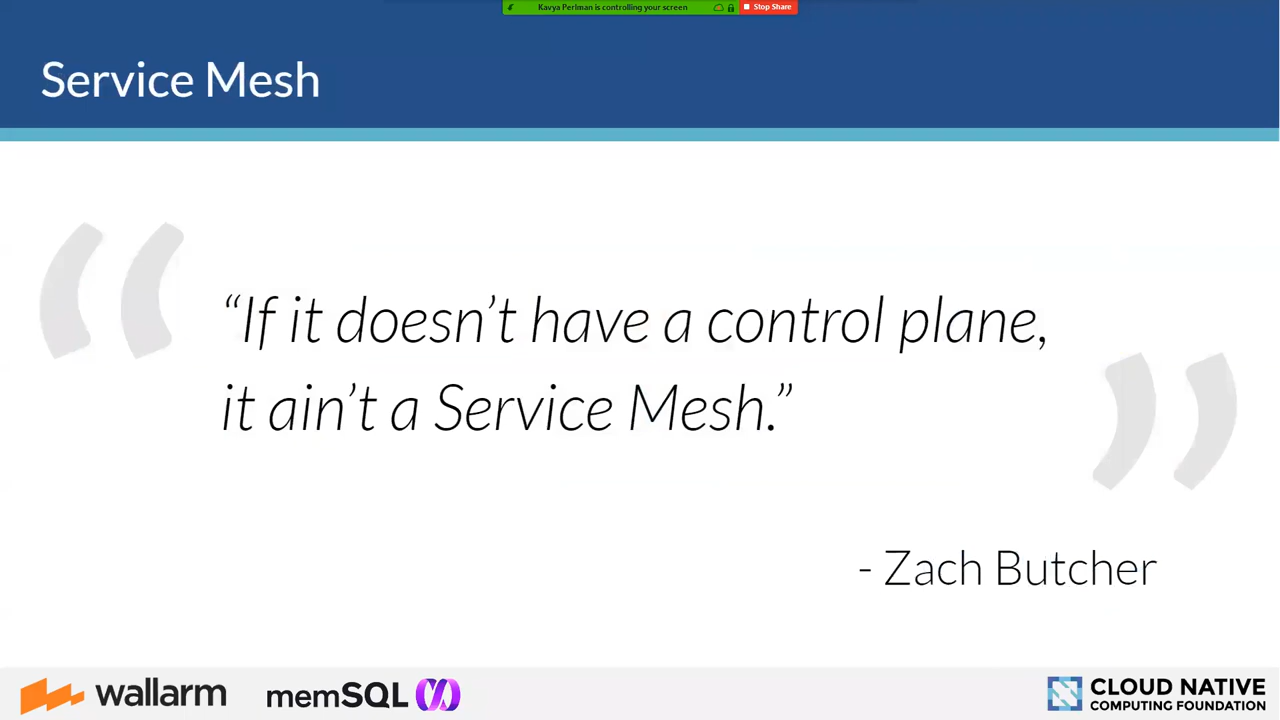 Kavya Perlman is controlling your screen
Stop Share
Service Mesh
“If it doesn’t have a control plane,
it ain’t a Service Mesh.”
- Zach Butcher
wallarm
memSQL
CLOUD NATIVE
COMPUTING FOUNDATION